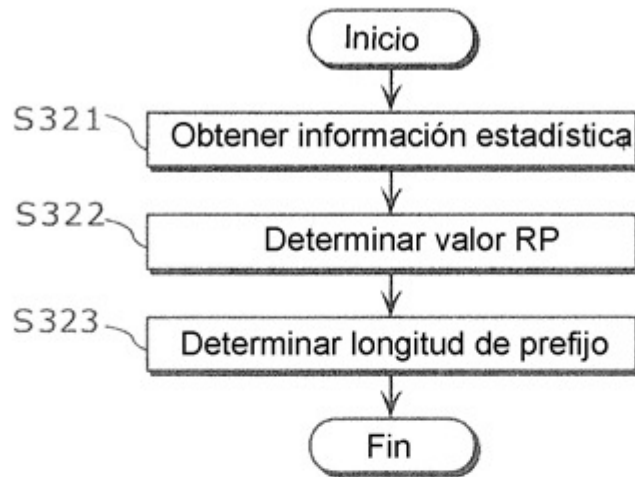 Inicio
S321
Obtener información estadística
S322
Determinar valor RP
S323
Determinar longitud de prefijo
Fin